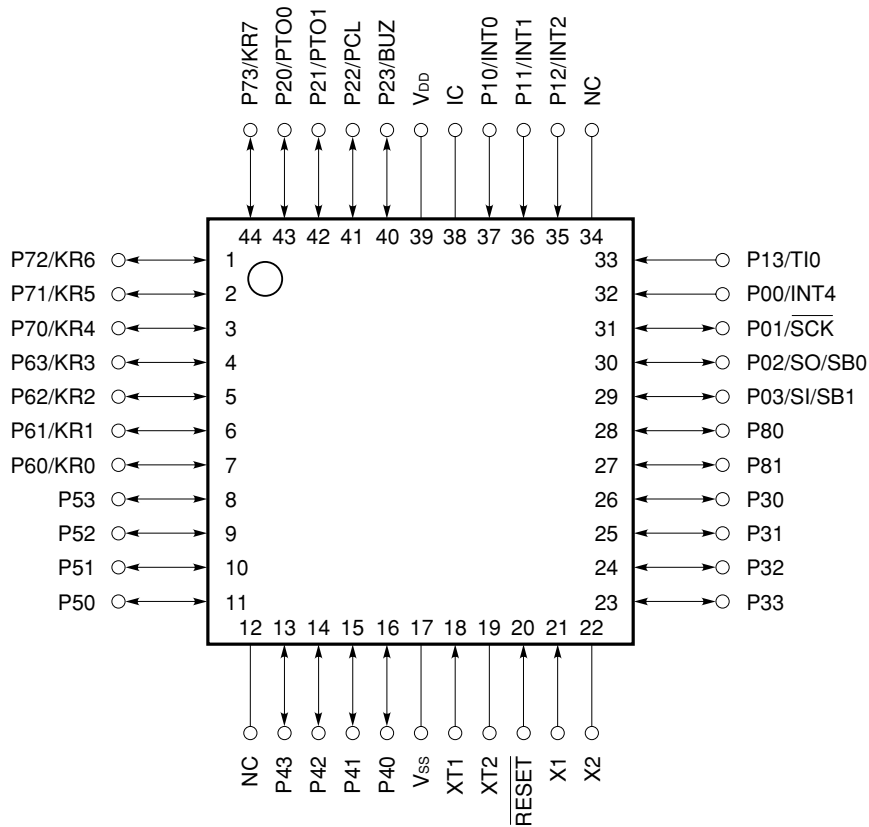 P73/KR7
P20/PTO0
P21/PTO1
P22/PCL
P23/BUZ
VDD
IC
P10/INT0
P11/INT1
P12/INT2
NC
44 43 42 41 40 39 38 37 36 35 34
P72/KR6 1
P71/KR5 2
P70/KR4 3
P63/KR3 4
P62/KR2 5
P61/KR1 6
P60/KR0 7
P53 8
P52 9
P51 10
P50 11
33 P13/TI0
32 P00/INT4
31 P01/SCK
30 P02/SO/SB0
29 P03/SI/SB1
28 P80
27 P81
26 P30
25 P31
24 P32
23 P33
12 13 14 15 16 17 18 19 20 21 22
NC
P43
P42
P41
P40
VSS
XT1
XT2
RESET
X1
X2